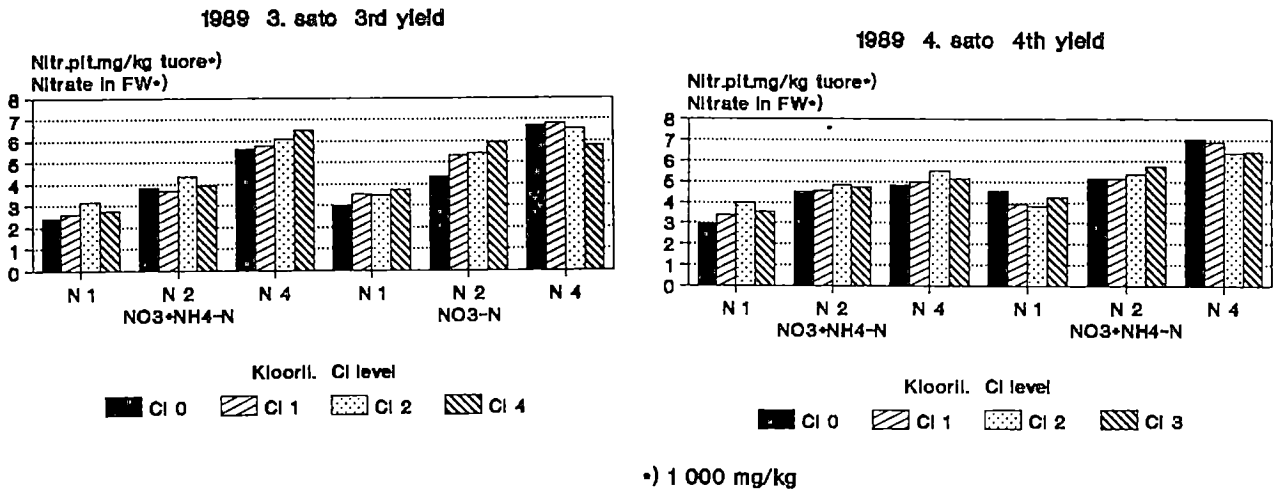 1989 3. sato 3rd yield
Nitr.pit.mg/kg tuore•)
Nitrate in FW•)
8
7
6
5
4
3
2
1
0
N 1 N 2 N 4 N 1 N 2 N 4
NO3+NH4-N NO3-N
Kloorii. Cl level
Cl 0 Cl 1 Cl 2 Cl 4
1989 4. sato 4th yield
Nitr.pit.mg/kg tuore•)
Nitrate in FW•)
8
7
6
5
4
3
2
1
0
N 1 N 2 N 4 N 1 N 2 N 4
NO3+NH4-N NO3+NH4-N
Kloorii. Cl level
Cl 0 Cl 1 Cl 2 Cl 3
•) 1 000 mg/kg